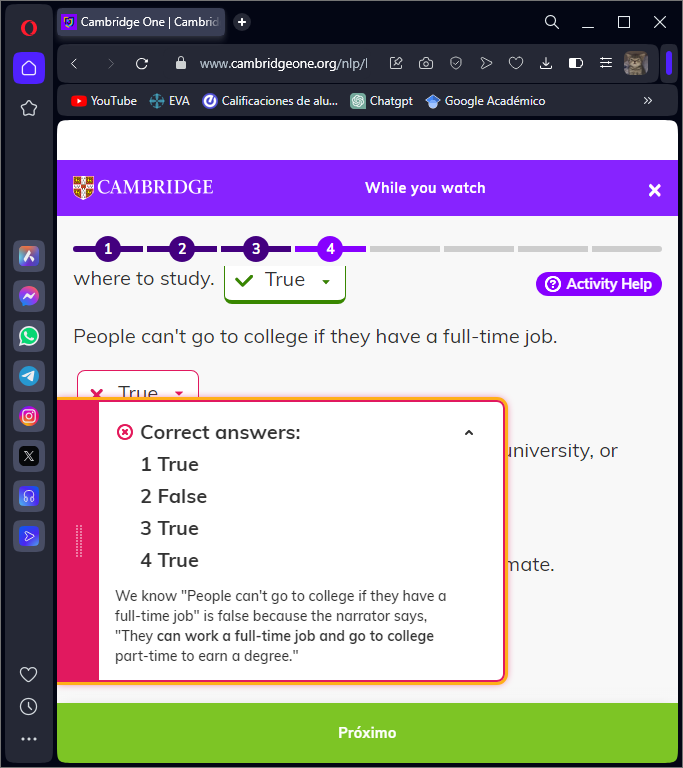 Cambridge One | Cambrid
www.cambridgeone.org/nlp/l
YouTube
EVA
Calificaciones de alu...
Chatgpt
Google Académico
CAMBRIDGE
While you watch
1
2
3
4
where to study.
True
Activity Help
People can't go to college if they have a full-time job.
True
university, or
mate.
Correct answers:
1 True
2 False
3 True
4 True
We know "People can't go to college if they have a
full-time job" is false because the narrator says,
"They can work a full-time job and go to college
part-time to earn a degree."
Próximo